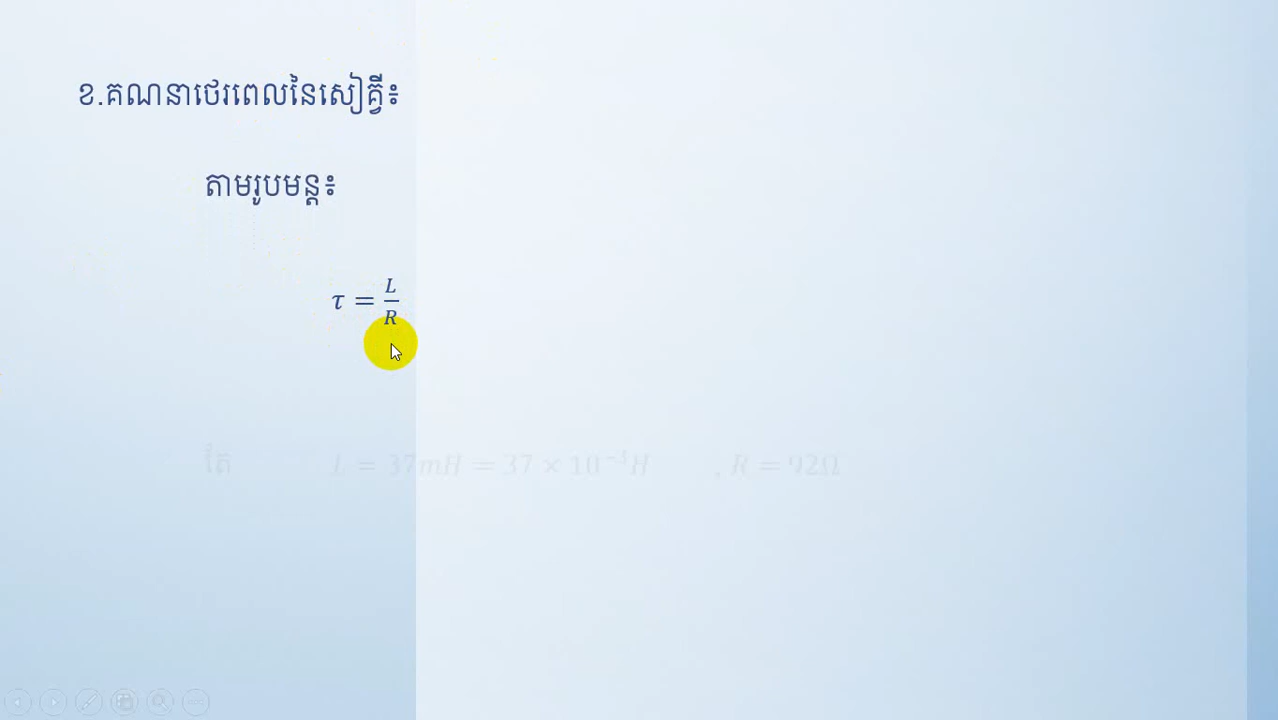 ខ.គណនាថេរពេលនៃសៀគ្វី៖
តាមរូបមន្ត៖
τ = L/R
តែ L = 37mH = 37 × 10⁻³H , R = 92Ω